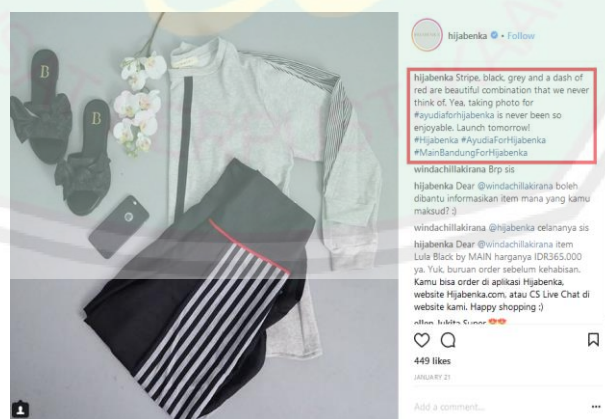 hijabenka • Follow
hijabenka Stripe, black, grey and a dash of
red are beautiful combination that we never
think of. Yea, taking photo for
#ayudiaforhijabenka is never been so
enjoyable. Launch tomorrow!
#Hijabenka #AyudiaForHijabenka
#MainBandungForHijabenka
windachillakirana Brp sis
hijabenka Dear @windachillakirana boleh
dibantu informasikan item mana yang kamu
maksud? :)
windachillakirana @hijabenka celananya sis
hijabenka Dear @windachillakirana item
Lula Black by MAIN harganya IDR365.000
ya. Yuk, buruan order sebelum kehabisan.
Kamu bisa order di aplikasi Hijabenka,
website Hijabenka.com, atau CS Live Chat di
website kami. Happy shopping :)
449 likes
JANUARY 21
Add a comment...
B
B